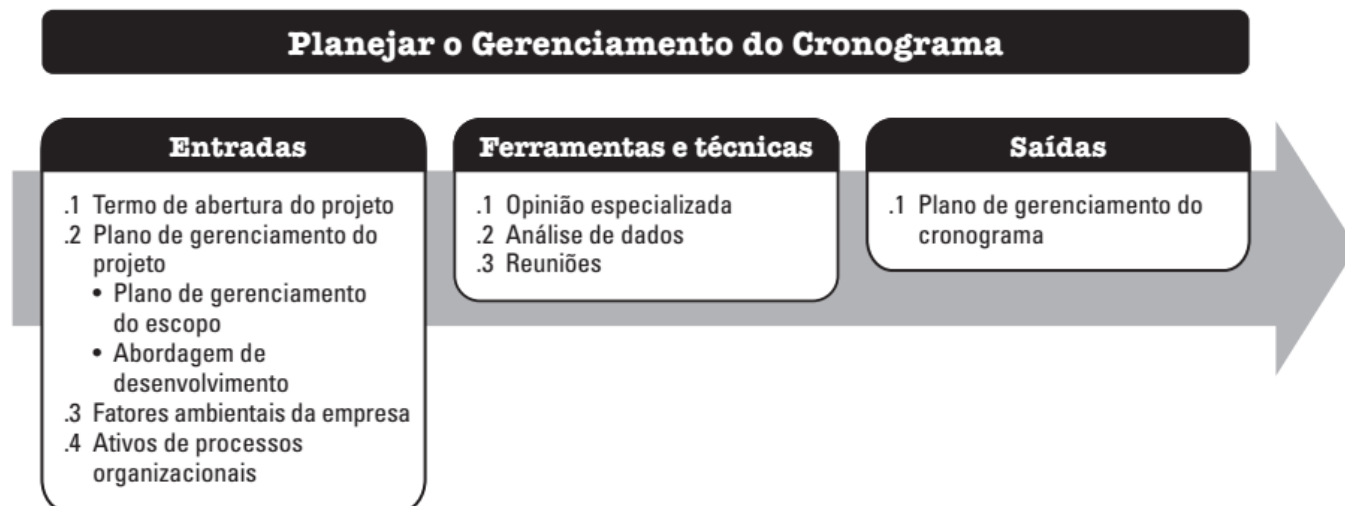 Planejar o Gerenciamento do Cronograma
Entradas
.1 Termo de abertura do projeto
.2 Plano de gerenciamento do
projeto
• Plano de gerenciamento
do escopo
• Abordagem de
desenvolvimento
.3 Fatores ambientais da empresa
.4 Ativos de processos
organizacionais
Ferramentas e técnicas
.1 Opinião especializada
.2 Análise de dados
.3 Reuniões
Saídas
.1 Plano de gerenciamento do
cronograma